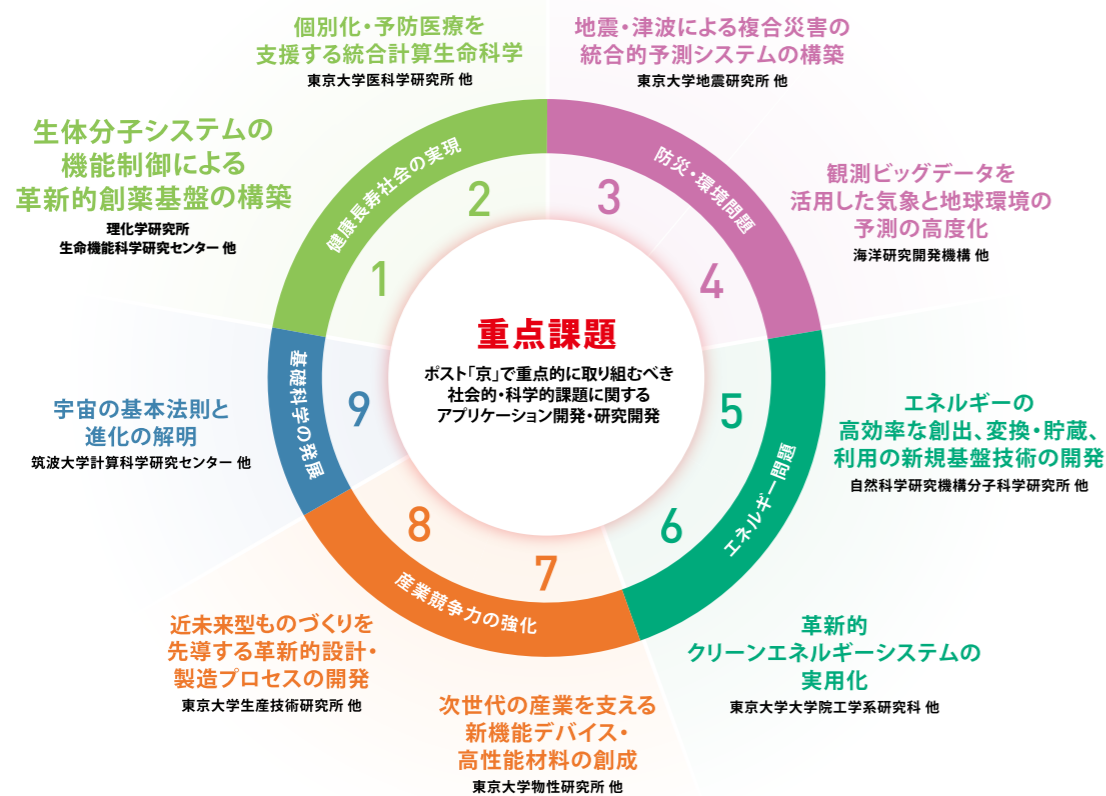 重点課題
ポスト「京」で重点的に取り組むべき
社会的・科学的課題に関する
アプリケーション開発・研究開発
健康長寿社会の実現
1
生体分子システムの
機能制御による
革新的創薬基盤の構築
理化学研究所
生命機能科学研究センター 他
2
個別化・予防医療を
支援する統合計算生命科学
東京大学医科学研究所 他
防災・環境問題
3
地震・津波による複合災害の
統合的予測システムの構築
東京大学地震研究所 他
4
観測ビッグデータを
活用した気象と地球環境の
予測の高度化
海洋研究開発機構 他
エネルギー問題
5
エネルギーの
高効率な創出、変換・貯蔵、
利用の新規基盤技術の開発
自然科学研究機構分子科学研究所 他
6
革新的
クリーンエネルギーシステムの
実用化
東京大学大学院工学系研究科 他
産業競争力の強化
7
次世代の産業を支える
新機能デバイス・
高性能材料の創成
東京大学物性研究所 他
8
近未来型ものづくりを
先導する革新的設計・
製造プロセスの開発
東京大学生産技術研究所 他
基礎科学の発展
9
宇宙の基本法則と
進化の解明
筑波大学計算科学研究センター 他